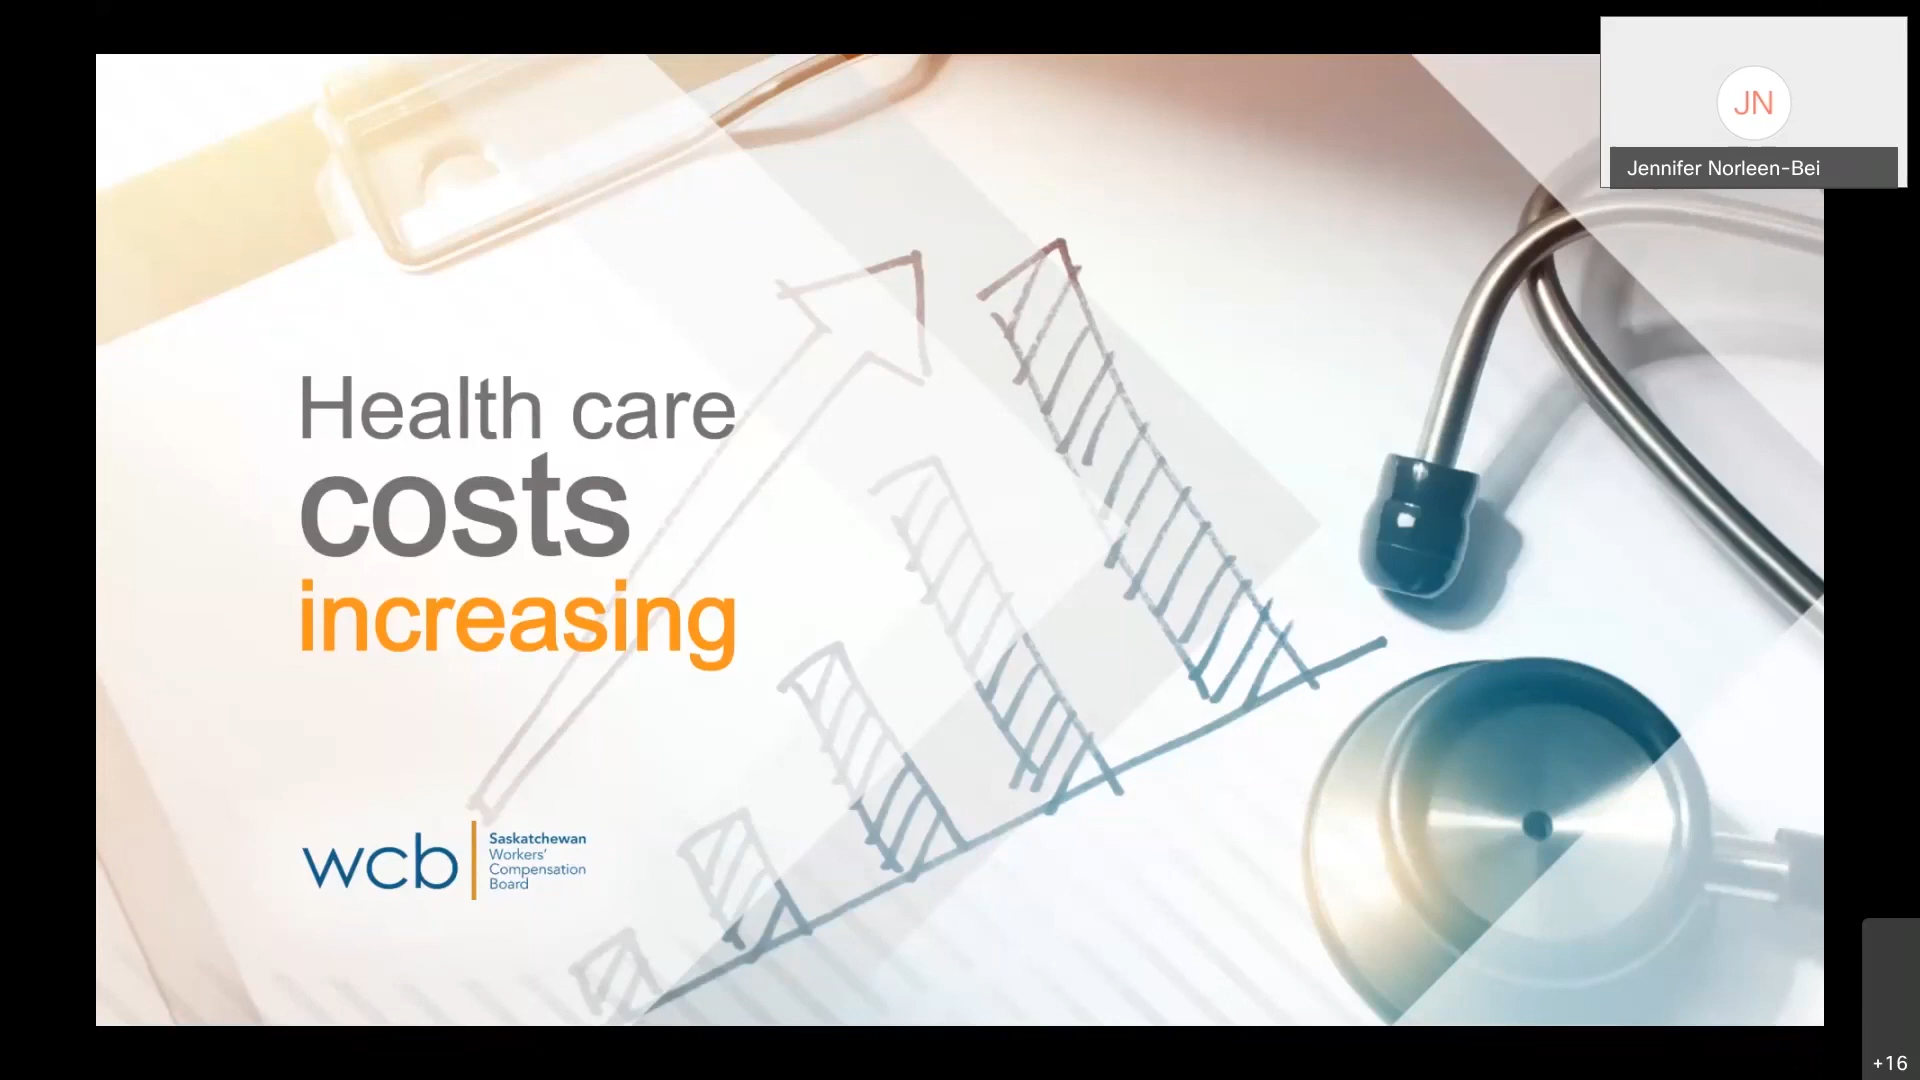 JN
Jennifer Norleen-Bei
Health care
costs
increasing
wcb
Saskatchewan
Workers'
Compensation
Board
+16